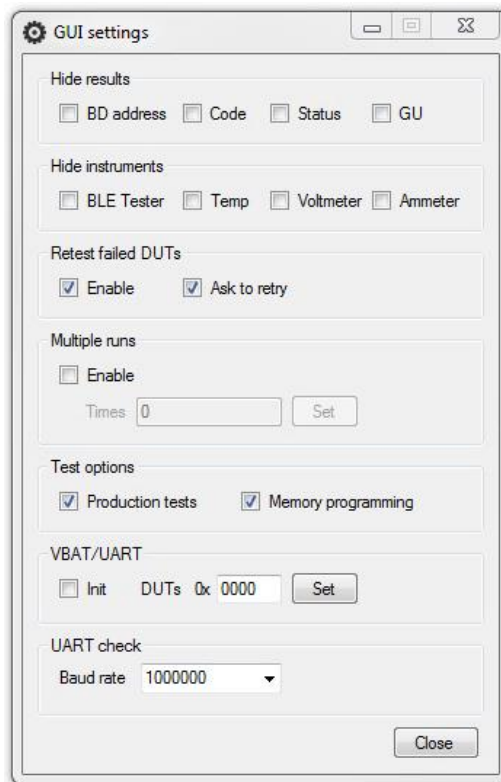 GUI settings
Hide results
BD address Code Status GU
Hide instruments
BLE Tester Temp Voltmeter Ammeter
Retest failed DUTs
Enable Ask to retry
Multiple runs
Enable
Times 0 Set
Test options
Production tests Memory programming
VBAT/UART
Init DUTs 0x 0000 Set
UART check
Baud rate 1000000
Close